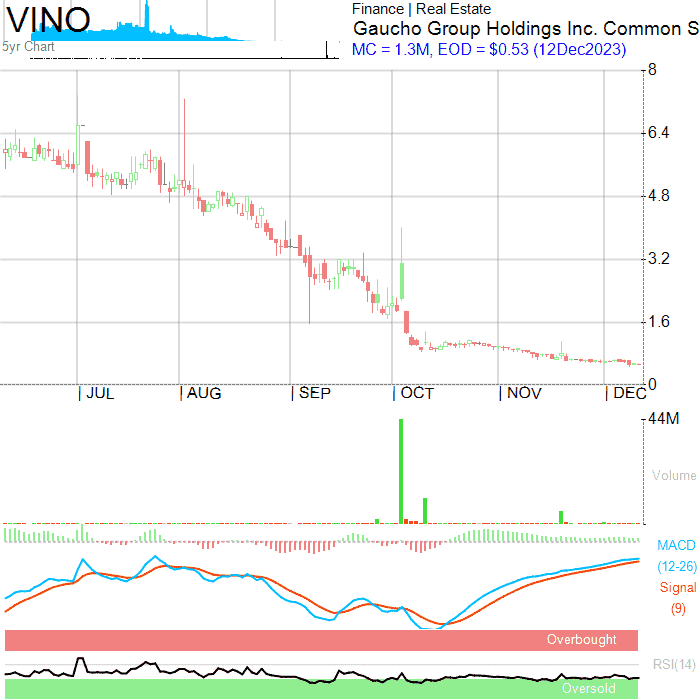 VINO
Finance | Real Estate
Gaucho Group Holdings Inc. Common S
5yr Chart
MC = 1.3M, EOD = $0.53 (12Dec2023)
8
6.4
4.8
3.2
1.6
0
JUL
AUG
SEP
OCT
NOV
DEC
44M
Volume
MACD
(12-26)
Signal
(9)
Overbought
RSI(14)
Oversold